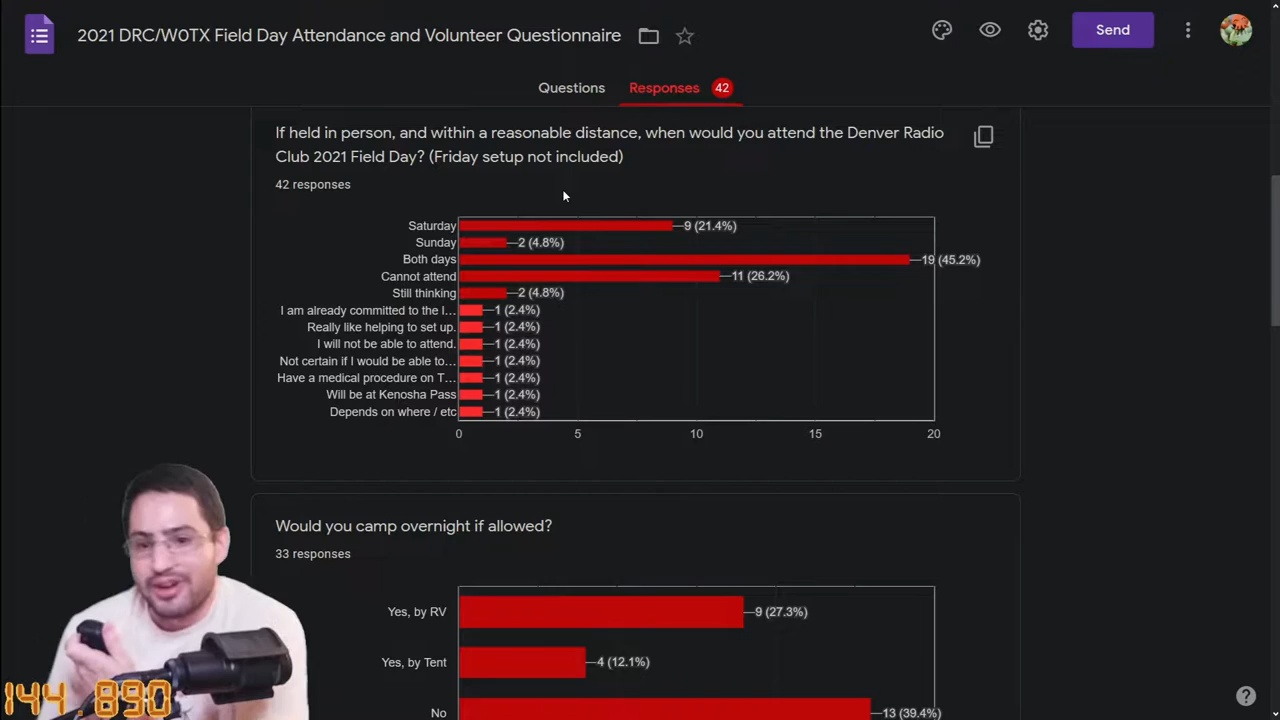 2021 DRC/W0TX Field Day Attendance and Volunteer Questionnaire
Send
Questions
Responses 42
If held in person, and within a reasonable distance, when would you attend the Denver Radio
Club 2021 Field Day? (Friday setup not included)
42 responses
Saturday 9 (21.4%)
Sunday 2 (4.8%)
Both days 19 (45.2%)
Cannot attend 11 (26.2%)
Still thinking 2 (4.8%)
I am already committed to the l... 1 (2.4%)
Really like helping to set up. 1 (2.4%)
I will not be able to attend. 1 (2.4%)
Not certain if I would be able to... 1 (2.4%)
Have a medical procedure on T... 1 (2.4%)
Will be at Kenosha Pass 1 (2.4%)
Depends on where / etc 1 (2.4%)
0 5 10 15 20
Would you camp overnight if allowed?
33 responses
Yes, by RV 9 (27.3%)
Yes, by Tent 4 (12.1%)
No 13 (39.4%)
144.890